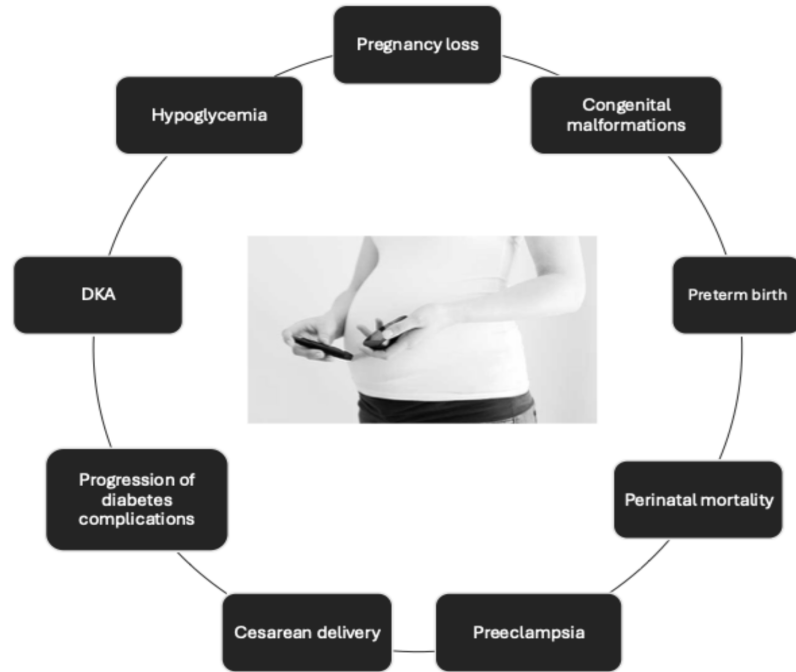 Pregnancy loss
Congenital
malformations
Preterm birth
Perinatal mortality
Preeclampsia
Cesarean delivery
Progression of
diabetes
complications
DKA
Hypoglycemia